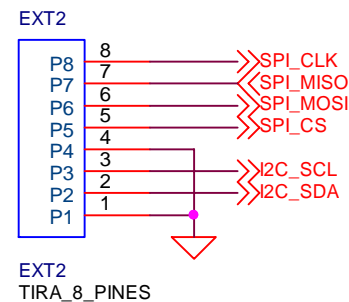 EXT2
P8 8 SPI_CLK
P7 7 SPI_MISO
P6 6 SPI_MOSI
P5 5 SPI_CS
P4 4
P3 3 I2C_SCL
P2 2 I2C_SDA
P1 1
EXT2
TIRA_8_PINES